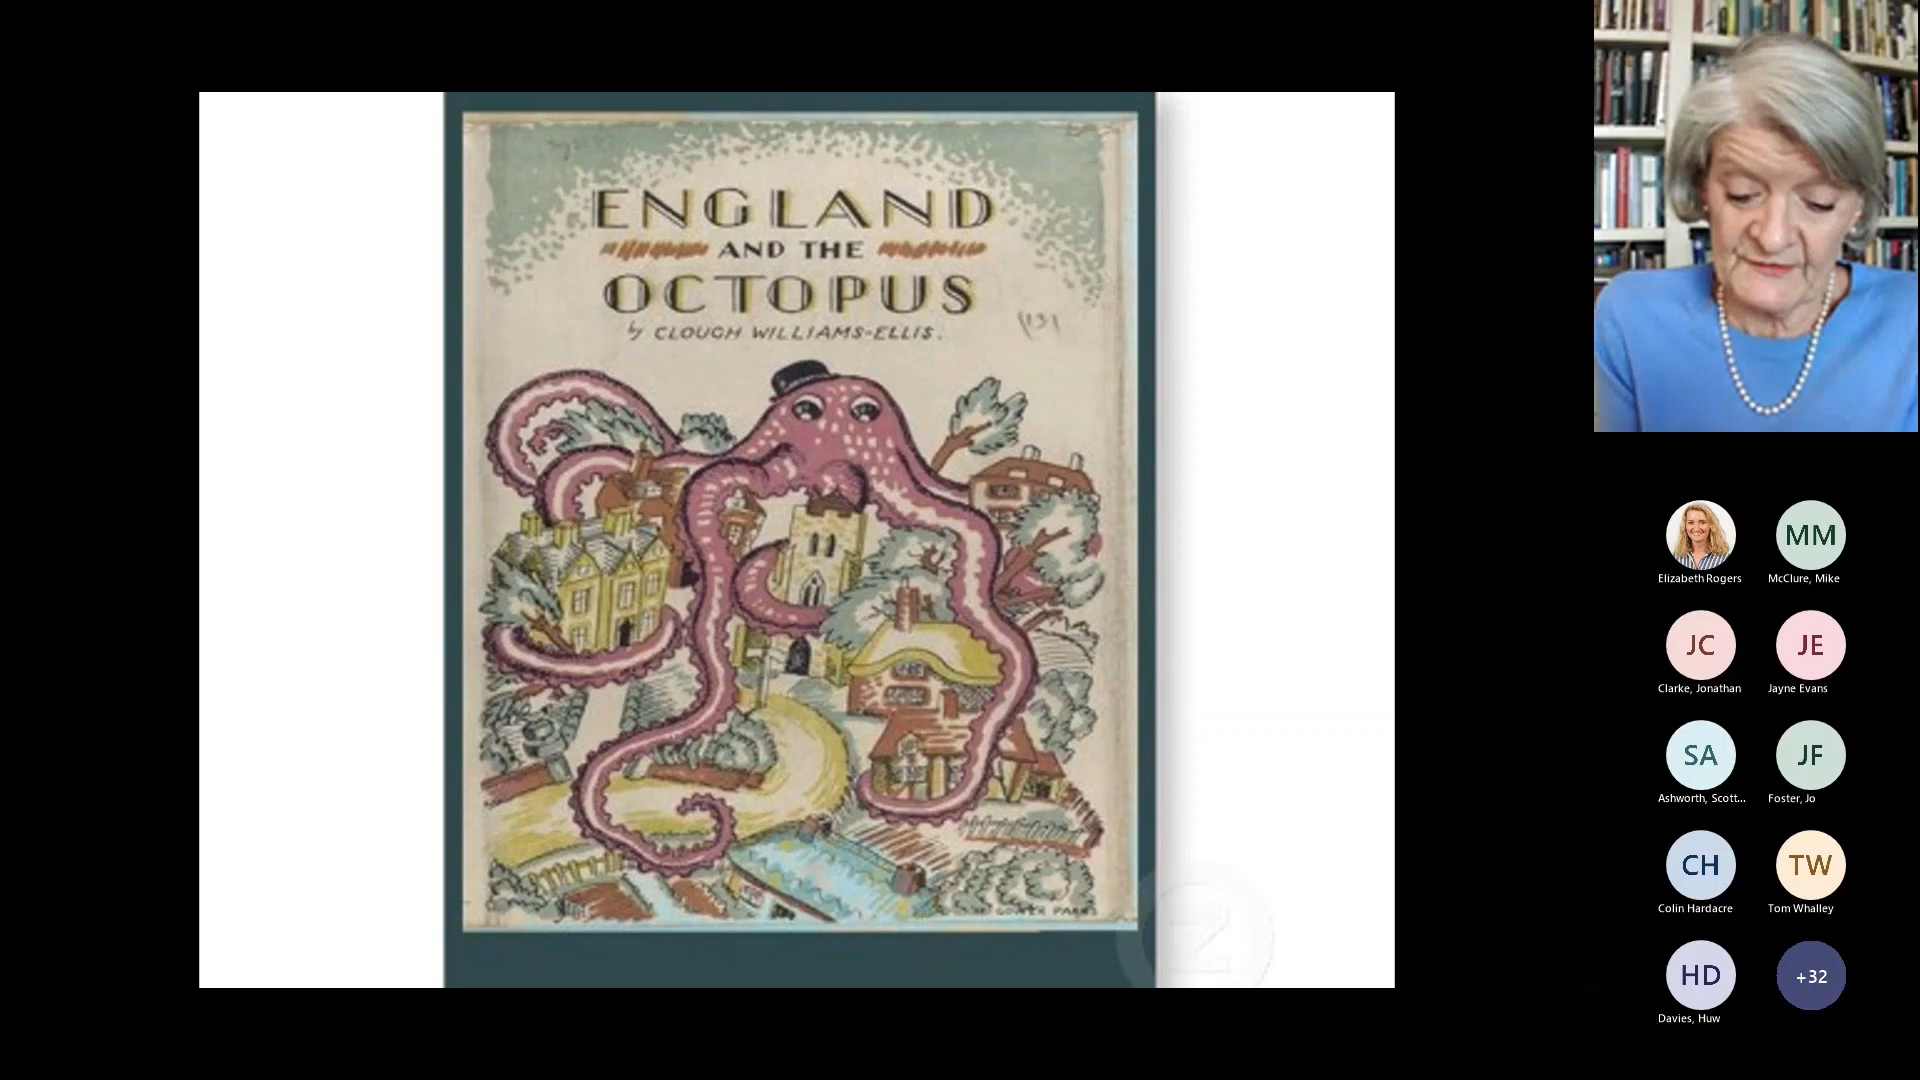 ENGLAND
AND THE
OCTOPUS
by CLOUGH WILLIAMS-ELLIS.
MM
Elizabeth Rogers
McClure, Mike
JC
JE
Clarke, Jonathan
Jayne Evans
SA
JF
Ashworth, Scott...
Foster, Jo
CH
TW
Colin Hardacre
Tom Whalley
HD
+32
Davies, Huw